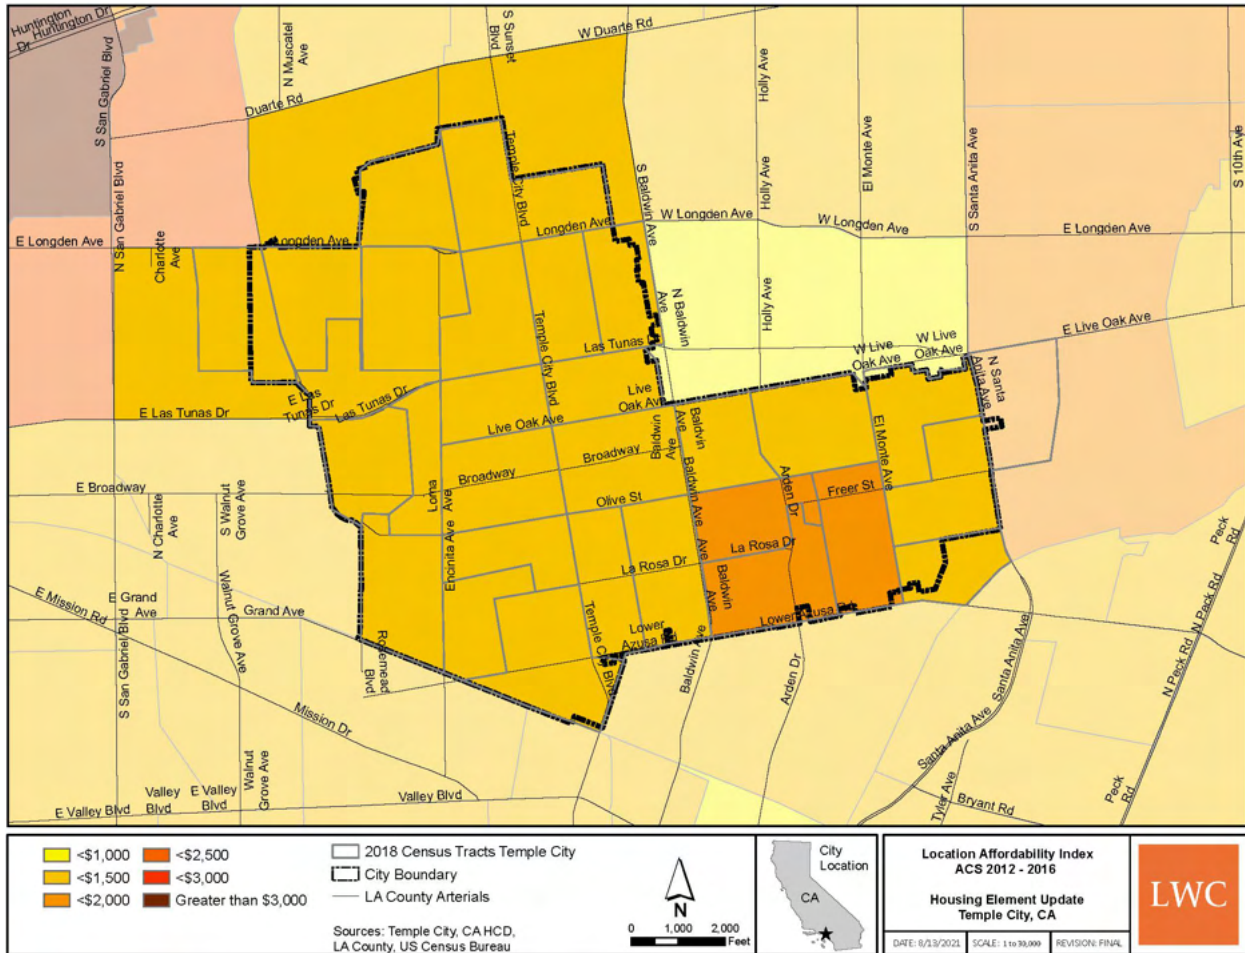 Huntington
Dr
Huntington Dr
S San Gabriel Blvd
N Muscatel
Ave
S Sunset
Blvd
W Duarte Rd
Duarte Rd
Holly Ave
El Monte Ave
S Santa Anita Ave
S 10th Ave
Temple City Blvd
S Baldwin Ave
Holly Ave
E Longden Ave
N San Gabriel Blvd
Charlotte
Ave
Longden Ave
Longden Ave
W Longden Ave
W Longden Ave
E Longden Ave
N Baldwin
Ave
Holly Ave
Temple City Blvd
Las Tunas
W Live
Oak Ave
W Live
Oak Ave
E Live Oak Ave
N Santa
Anita Ave
E Las Tunas Dr
E Las
Tunas Dr
Las Tunas Dr
Live
Oak Ave
Live Oak Ave
Baldwin
Ave
Baldwin
Ave
El Monte Ave
E Broadway
Broadway
Broadway
N Charlotte
Ave
S Walnut
Grove Ave
Loma
Ave
Encinita Ave
Olive St
Baldwin Ave
Arden Dr
Freer St
La Rosa Dr
La Rosa Dr
Baldwin
Ave
E Mission Rd
E Grand
Ave
Grand Ave
Walnut Grove Ave
S San Gabriel Blvd
Rosemead
Blvd
Temple City Blvd
Lower
Azusa Rd
Lower Azusa Rd
Baldwin Ave
Arden Dr
Santa Anita Ave
Santa Anita Ave
N Peck Rd
N Peck Rd
Peck
Rd
Mission Dr
Walnut
Grove Ave
E Valley Blvd
Valley
Blvd
E Valley
Blvd
Valley Blvd
Tyler Ave
Bryant Rd
Peck
Rd
<$1,000
<$1,500
<$2,000
<$2,500
<$3,000
Greater than $3,000
2018 Census Tracts Temple City
City Boundary
LA County Arterials
Sources: Temple City, CA HCD,
LA County, US Census Bureau
N
0 1,000 2,000
Feet
City
Location
CA
Location Affordability Index
ACS 2012 - 2016
Housing Element Update
Temple City, CA
DATE: 8/13/2021
SCALE: 1 to 30,000
REVISION: FINAL
LWC